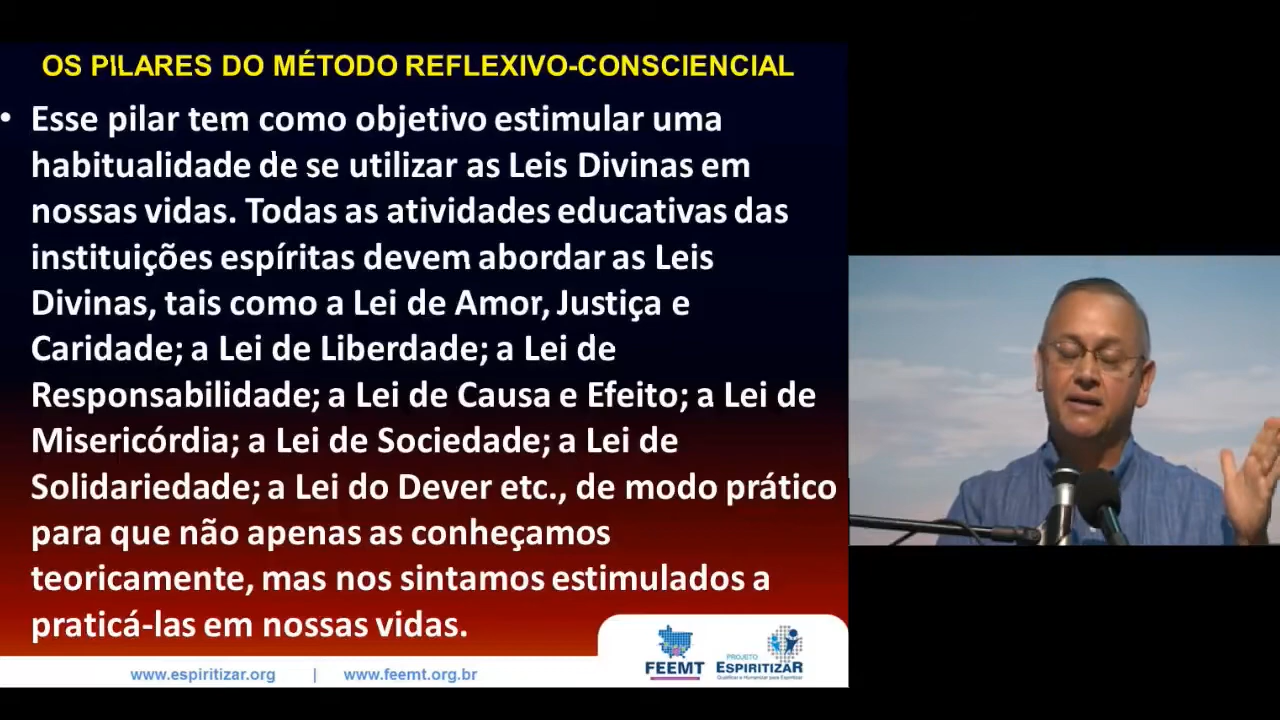 OS PILARES DO MÉTODO REFLEXIVO-CONSCIENCIAL
• Esse pilar tem como objetivo estimular uma
habitualidade de se utilizar as Leis Divinas em
nossas vidas. Todas as atividades educativas das
instituições espíritas devem abordar as Leis
Divinas, tais como a Lei de Amor, Justiça e
Caridade; a Lei de Liberdade; a Lei de
Responsabilidade; a Lei de Causa e Efeito; a Lei de
Misericórdia; a Lei de Sociedade; a Lei de
Solidariedade; a Lei do Dever etc., de modo prático
para que não apenas as conheçamos
teoricamente, mas nos sintamos estimulados a
praticá-las em nossas vidas.
www.espiritizar.org | www.feemt.org.br
FEEMT
PROJETO
ESPIRITIZAR
Qualificar e Humanizar para Espiritizar